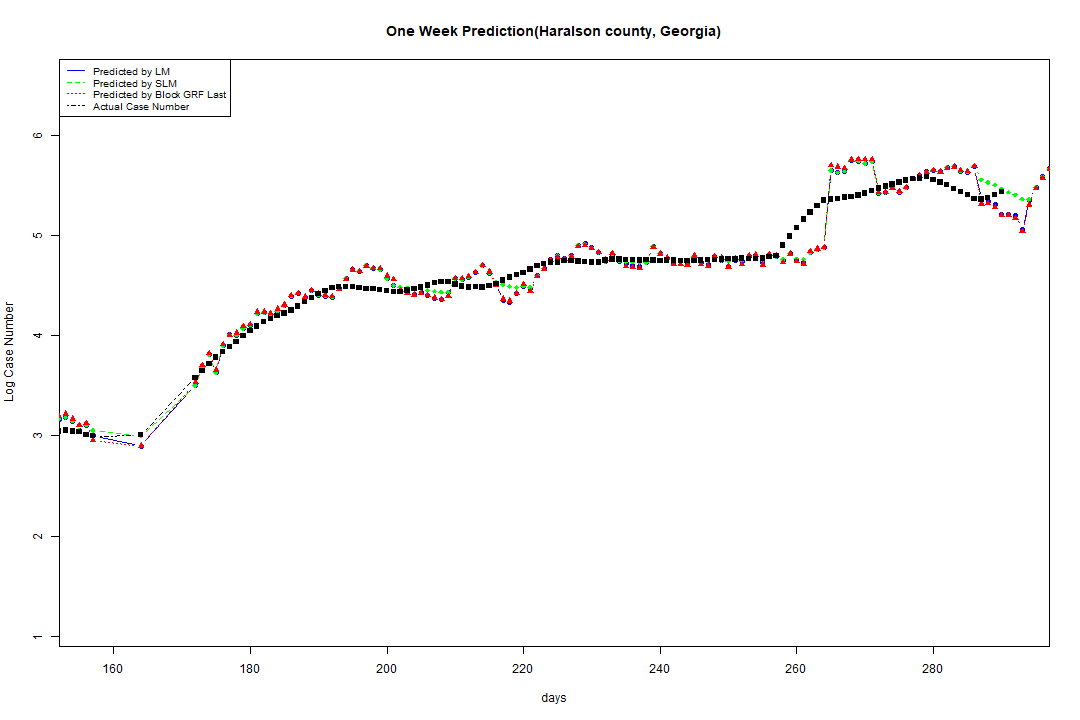 One Week Prediction(Haralson county, Georgia)
Predicted by LM
Predicted by SLM
Predicted by Block GRF Last
Actual Case Number
6
5
4
3
2
1
Log Case Number
160 180 200 220 240 260 280
days